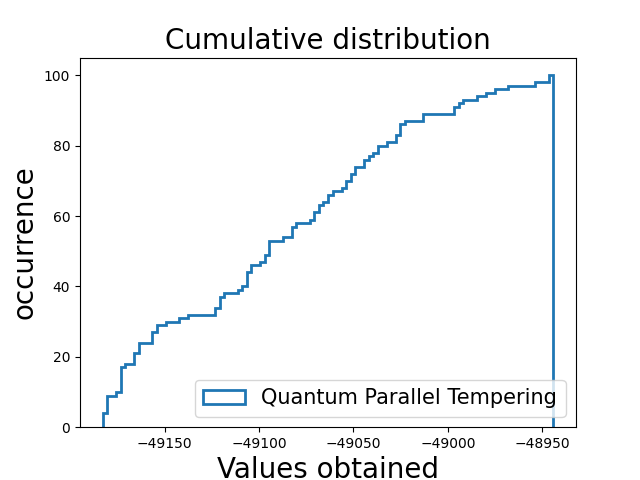 Cumulative distribution
occurrence
100
80
60
40
20
0
Quantum Parallel Tempering
−49150
−49100
−49050
−49000
−48950
Values obtained